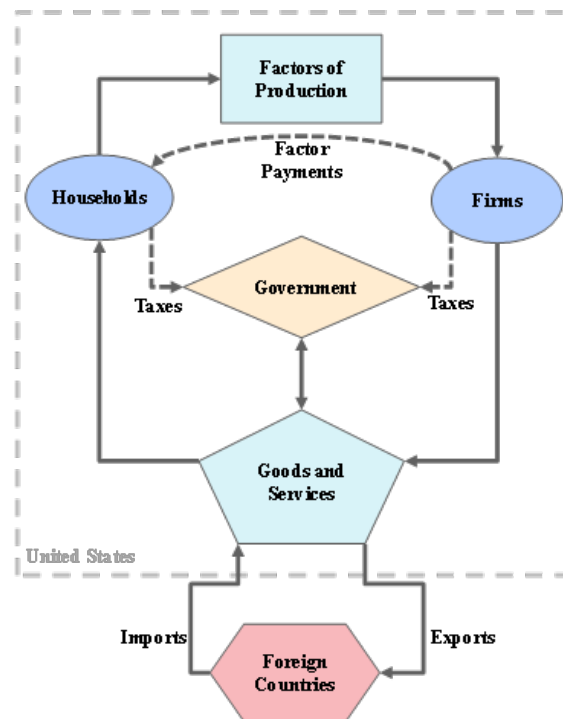 Factors of
Production
Factor
Payments
Households
Firms
Government
Taxes
Taxes
Goods and
Services
United States
Imports
Exports
Foreign
Countries